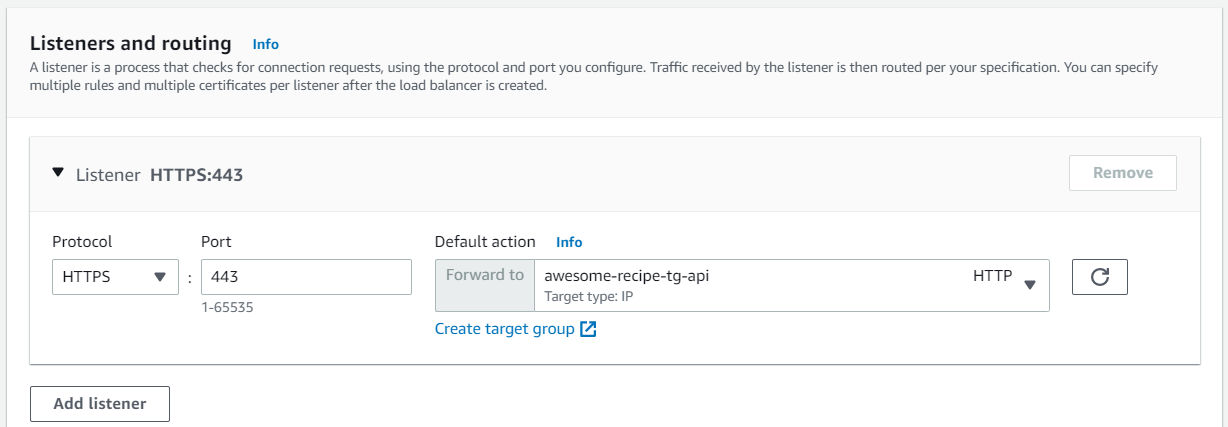 Listeners and routing Info
A listener is a process that checks for connection requests, using the protocol and port you configure. Traffic received by the listener is then routed per your specification. You can specify
multiple rules and multiple certificates per listener after the load balancer is created.
Listener HTTPS:443
Remove
Protocol Port Default action Info
HTTPS : 443 Forward to awesome-recipe-tg-api HTTP
Target type: IP
1-65535
Create target group
Add listener